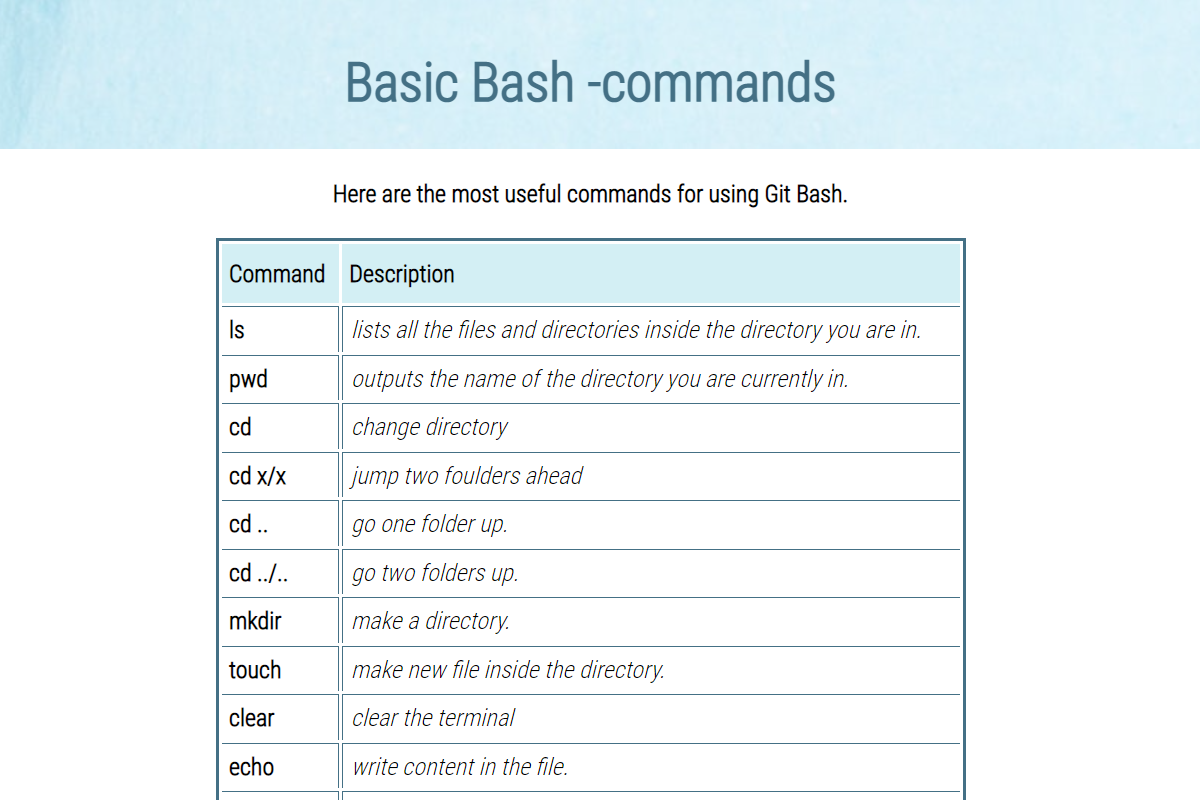 Basic Bash -commands
Here are the most useful commands for using Git Bash.
Command Description
ls lists all the files and directories inside the directory you are in.
pwd outputs the name of the directory you are currently in.
cd change directory
cd x/x jump two foulders ahead
cd .. go one folder up.
cd ../.. go two folders up.
mkdir make a directory.
touch make new file inside the directory.
clear clear the terminal
echo write content in the file.